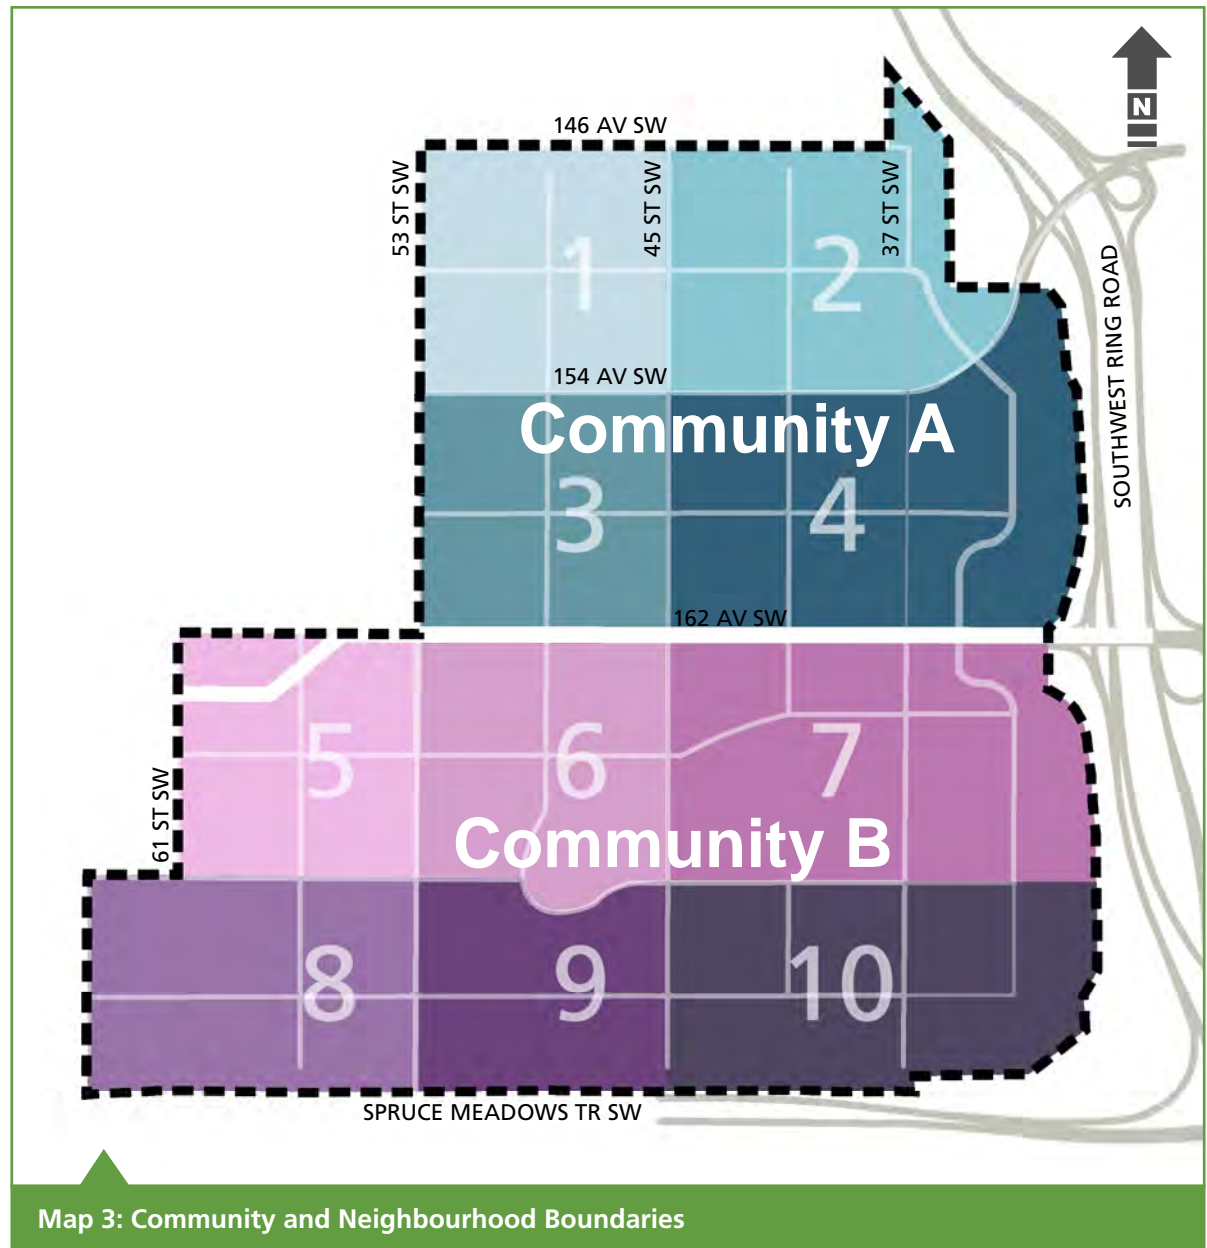 N
146 AV SW
53 ST SW
45 ST SW
37 ST SW
1
2
SOUTHWEST RING ROAD
154 AV SW
Community A
3
4
162 AV SW
5
6
7
61 ST SW
Community B
8
9
10
SPRUCE MEADOWS TR SW
Map 3: Community and Neighbourhood Boundaries